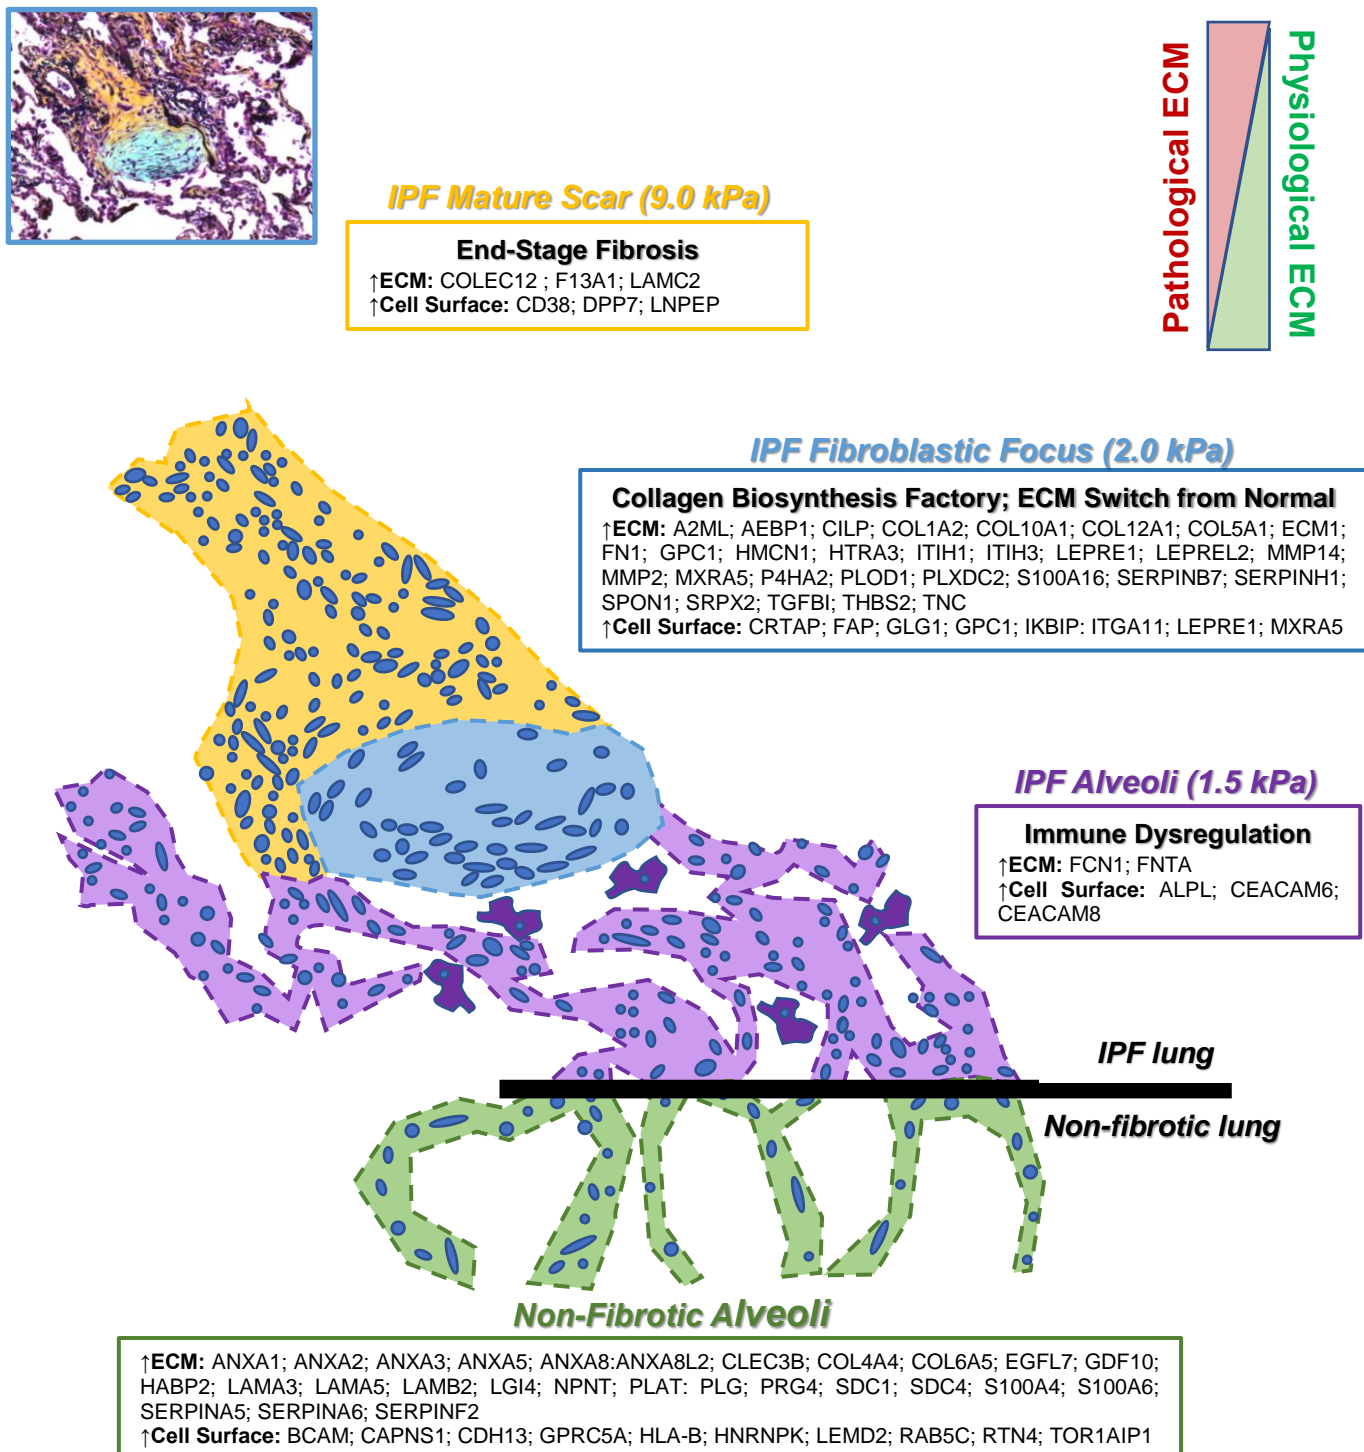 Pathological ECM
Physiological ECM
IPF Mature Scar (9.0 kPa)
End-Stage Fibrosis
↑ECM: COLEC12 ; F13A1; LAMC2
↑Cell Surface: CD38; DPP7; LNPEP
IPF Fibroblastic Focus (2.0 kPa)
Collagen Biosynthesis Factory; ECM Switch from Normal
↑ECM: A2ML; AEBP1; CILP; COL1A2; COL10A1; COL12A1; COL5A1; ECM1;
FN1; GPC1; HMCN1; HTRA3; ITIH1; ITIH3; LEPRE1; LEPREL2; MMP14;
MMP2; MXRA5; P4HA2; PLOD1; PLXDC2; S100A16; SERPINB7; SERPINH1;
SPON1; SRPX2; TGFBI; THBS2; TNC
↑Cell Surface: CRTAP; FAP; GLG1; GPC1; IKBIP: ITGA11; LEPRE1; MXRA5
IPF Alveoli (1.5 kPa)
Immune Dysregulation
↑ECM: FCN1; FNTA
↑Cell Surface: ALPL; CEACAM6;
CEACAM8
IPF lung
Non-fibrotic lung
Non-Fibrotic Alveoli
↑ECM: ANXA1; ANXA2; ANXA3; ANXA5; ANXA8:ANXA8L2; CLEC3B; COL4A4; COL6A5; EGFL7; GDF10;
HABP2; LAMA3; LAMA5; LAMB2; LGI4; NPNT; PLAT: PLG; PRG4; SDC1; SDC4; S100A4; S100A6;
SERPINA5; SERPINA6; SERPINF2
↑Cell Surface: BCAM; CAPNS1; CDH13; GPRC5A; HLA-B; HNRNPK; LEMD2; RAB5C; RTN4; TOR1AIP1